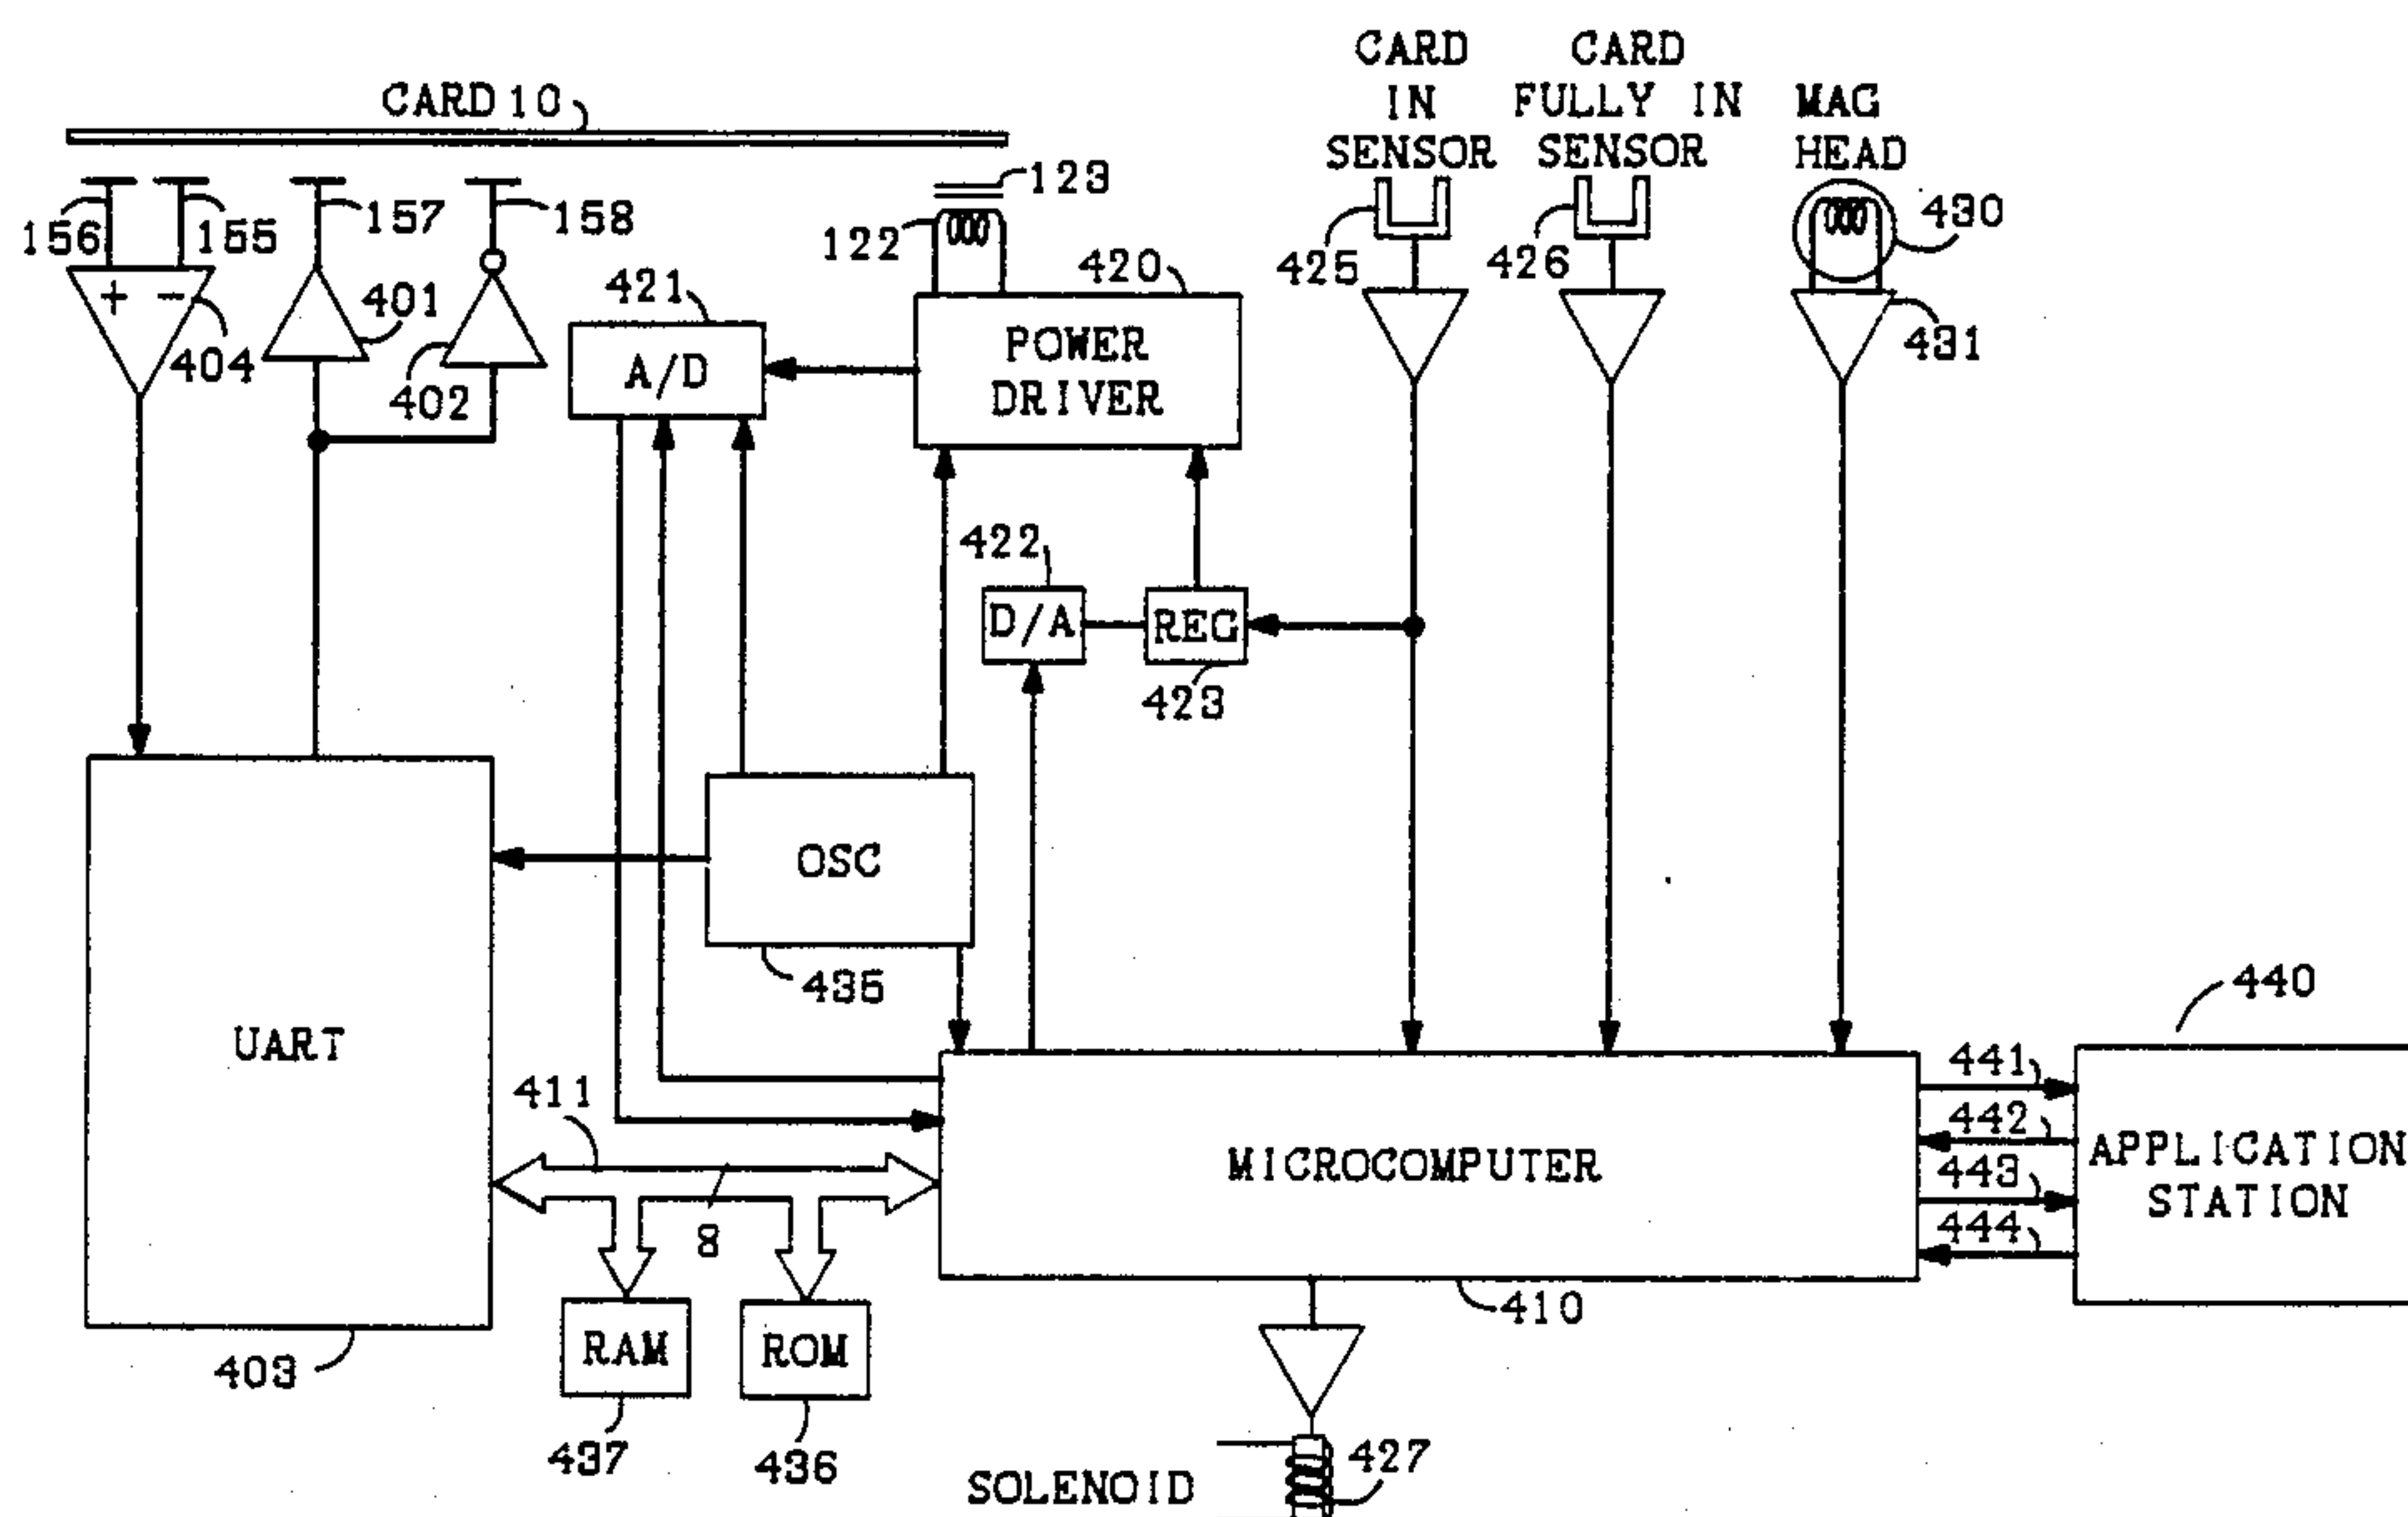 CARD 10
CARD IN SENSOR
CARD FULLY IN SENSOR
MAG HEAD
123
156
155
157
158
122
420
425
426
430
421
401
404
402
431
+ −
A/D
POWER DRIVER
422
D/A
REG
423
OSC
435
440
UART
411
441
442
443
444
APPLICATION STATION
MICROCOMPUTER
8
410
403
RAM
ROM
437
436
SOLENOID
427